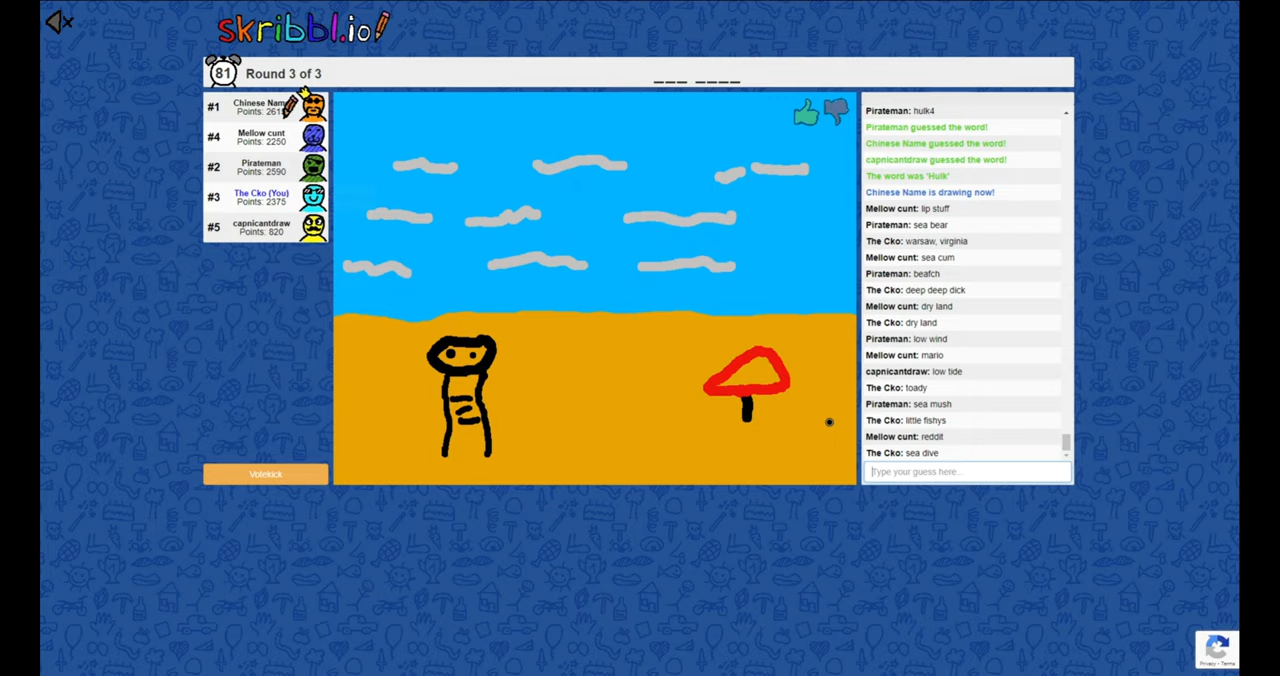 skribbl.io
81 Round 3 of 3 ___ ____
#1 Chinese Nam
Points: 261
#4 Mellow cunt
Points: 2250
#2 Pirateman
Points: 2590
#3 The Cko (You)
Points: 2375
#5 capnicantdraw
Points: 820
Votekick
Pirateman: hulk4
Pirateman guessed the word!
Chinese Name guessed the word!
capnicantdraw guessed the word!
The word was 'Hulk'
Chinese Name is drawing now!
Mellow cunt: lip stuff
Pirateman: sea bear
The Cko: warsaw, virginia
Mellow cunt: sea cum
Pirateman: beafch
The Cko: deep deep dick
Mellow cunt: dry land
The Cko: dry land
Pirateman: low wind
Mellow cunt: mario
capnicantdraw: low tide
The Cko: toady
Pirateman: sea mush
The Cko: little fishys
Mellow cunt: reddit
The Cko: sea dive
Type your guess here...
Privacy - Terms